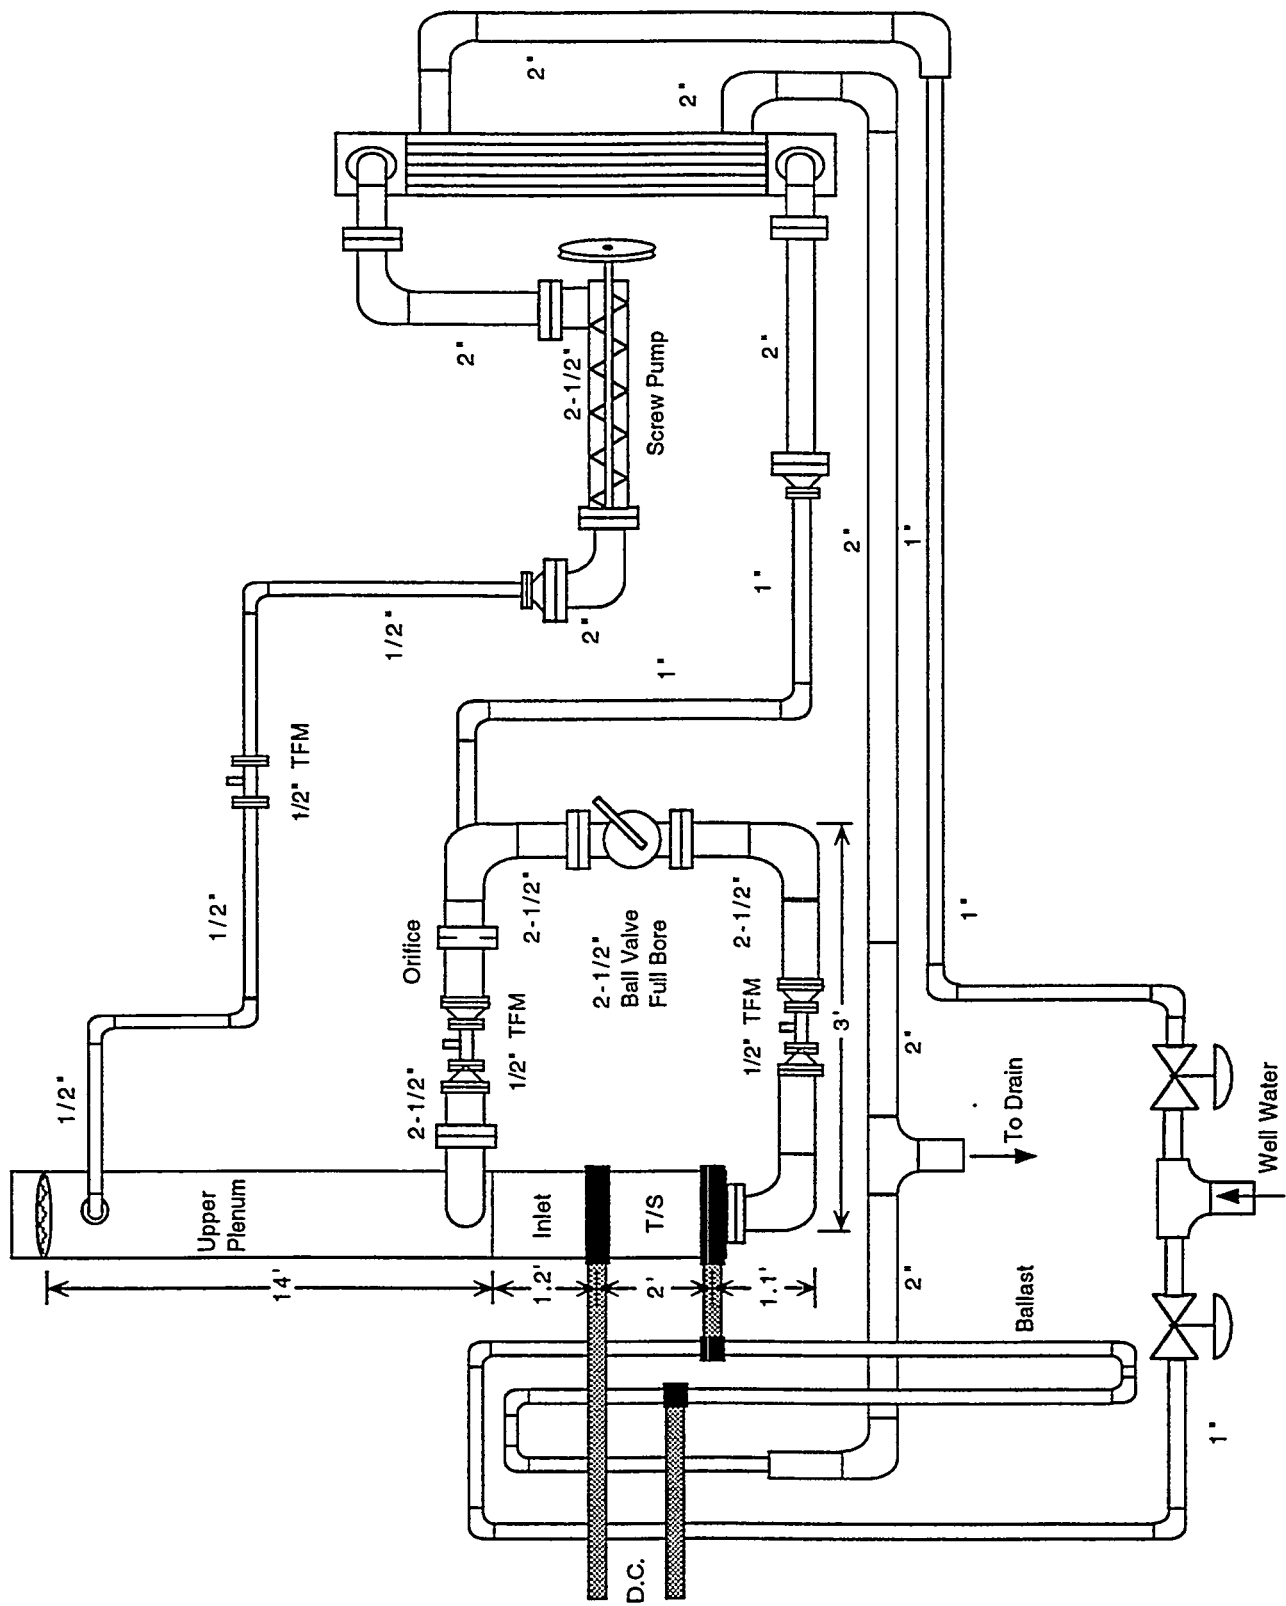 2"
2"
2"
2-1/2"
Screw Pump
2"
2"
1"
1/2"
2"
1"
1"
2"
1/2" TFM
1/2"
1/2"
Orifice
2-1/2"
1/2" TFM
2-1/2"
2-1/2"
Ball Valve
Full Bore
2-1/2"
1/2" TFM
3'
1"
2"
To Drain
Well Water
Upper
Plenum
Inlet
T/S
14'
1.2'
2'
1.1'
2"
Ballast
1"
D.C.